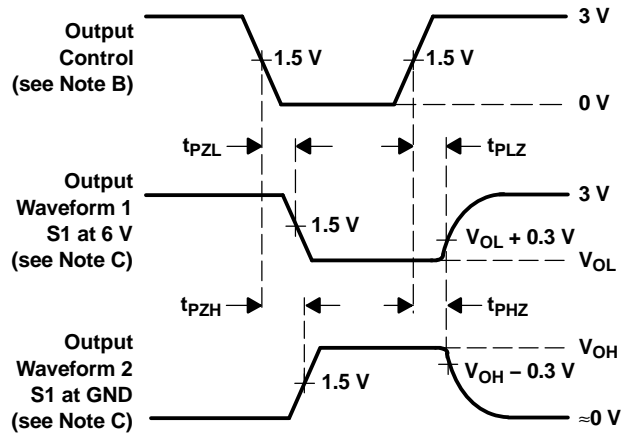 Output
Control
(see Note B)
1.5 V
1.5 V
3 V
0 V
tPZL
tPLZ
Output
Waveform 1
S1 at 6 V
(see Note C)
1.5 V
3 V
VOL + 0.3 V
VOL
tPZH
tPHZ
Output
Waveform 2
S1 at GND
(see Note C)
1.5 V
VOH
VOH − 0.3 V
≈0 V